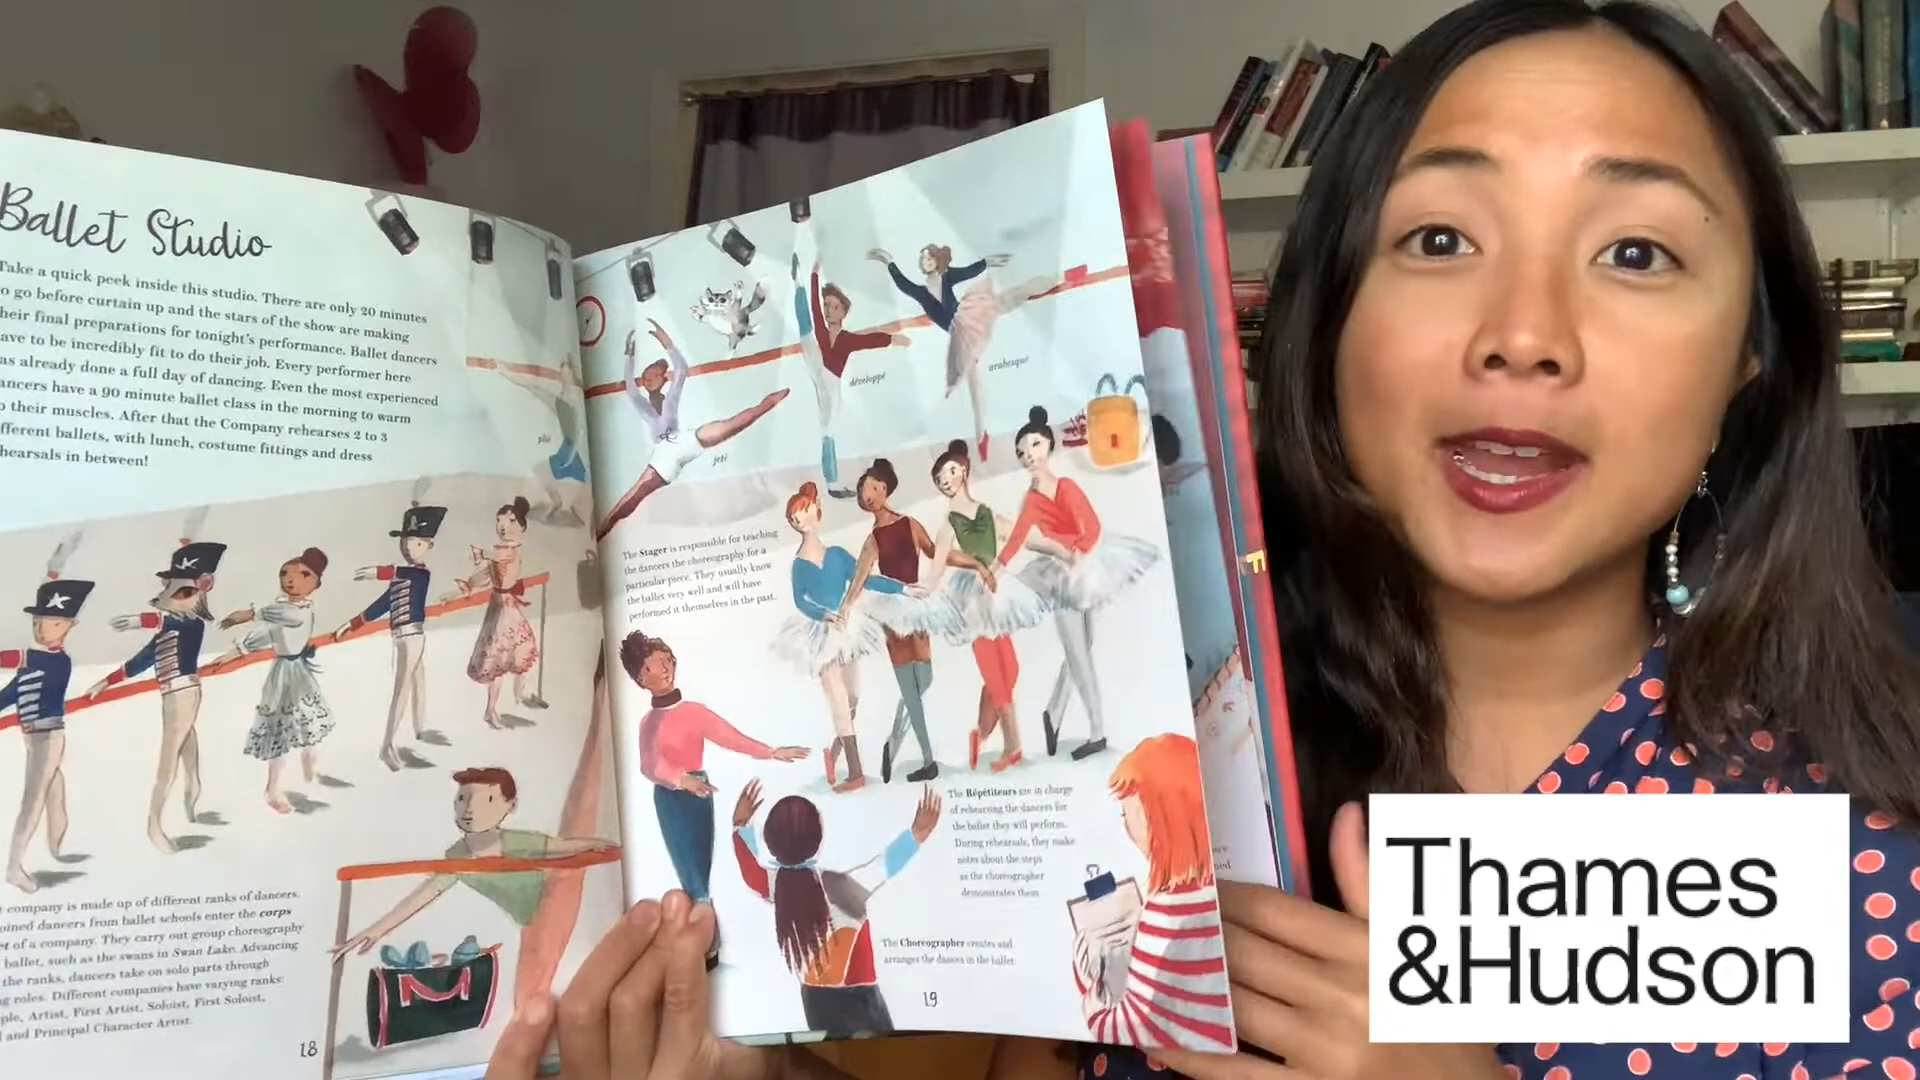 Ballet Studio
Take a quick peek inside this studio. There are only 20 minutes
o go before curtain up and the stars of the show are making
heir final preparations for tonight's performance. Ballet dancers
ave to be incredibly fit to do their job. Every performer here
as already done a full day of dancing. Even the most experienced
ancers have a 90 minute ballet class in the morning to warm
p their muscles. After that the Company rehearses 2 to 3
fferent ballets, with lunch, costume fittings and dress
hearsals in between!
plié
t company is made up of different ranks of dancers.
oined dancers from ballet schools enter the corps
et of a company. They carry out group choreography
ballet, such as the swans in Swan Lake. Advancing
the ranks, dancers take on solo parts through
g roles. Different companies have varying ranks:
ple, Artist, First Artist, Soloist, First Soloist,
l and Principal Character Artist.
18
développé
arabesque
jeté
The Stager is responsible for teaching
the dancers the choreography for a
particular piece. They usually know
the ballet very well and will have
performed it themselves in the past.
The Répétiteurs are in charge
of rehearsing the dancers for
the ballet they will perform.
During rehearsals, they make
notes about the steps
as the choreographer
demonstrates them.
The Choreographer creates and
arranges the dances in the ballet.
19
Thames
&Hudson